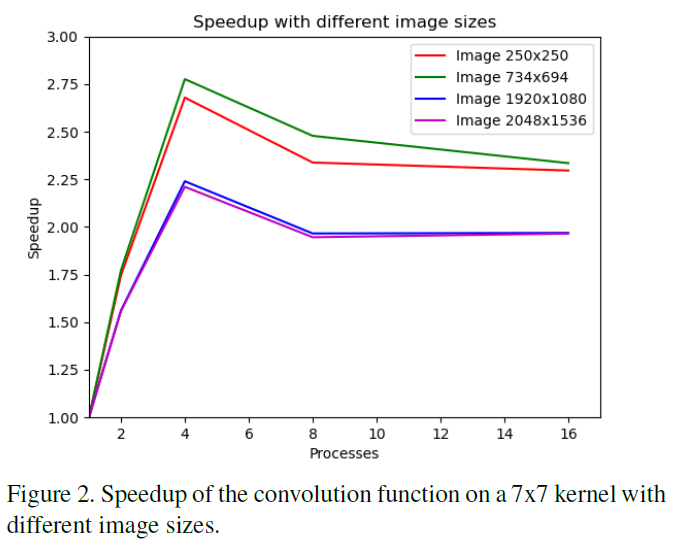 Speedup with different image sizes
3.00
2.75
2.50
2.25
2.00
1.75
1.50
1.25
1.00
Speedup
Image 250x250
Image 734x694
Image 1920x1080
Image 2048x1536
2 4 6 8 10 12 14 16
Processes
Figure 2. Speedup of the convolution function on a 7x7 kernel with
different image sizes.